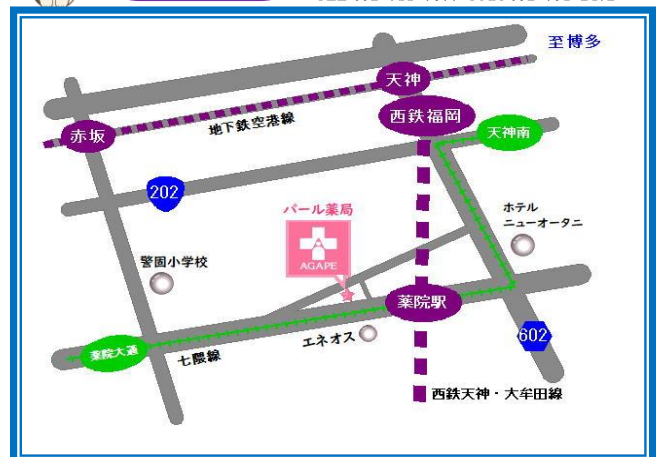 至博多
天神
西鉄福岡
天神南
地下鉄空港線
赤坂
202
パール薬局
AGAPE
ホテル
ニューオータニ
警固小学校
薬院駅
エネオス
602
薬院大通
七隈線
西鉄天神・大牟田線